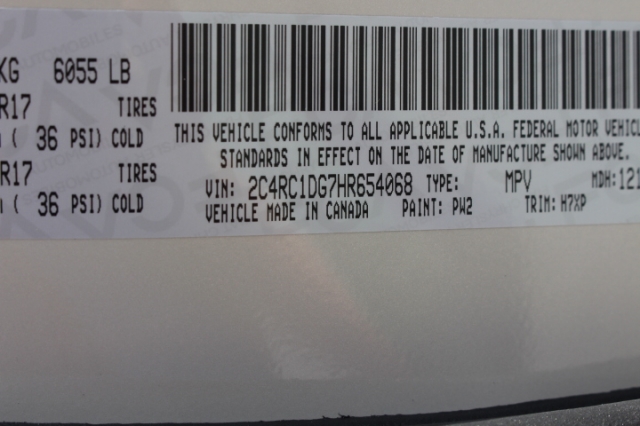 KG 6055 LB
R17 TIRES
( 36 PSI) COLD
R17 TIRES
( 36 PSI) COLD
THIS VEHICLE CONFORMS TO ALL APPLICABLE U.S.A. FEDERAL MOTOR VEHIC
STANDARDS IN EFFECT ON THE DATE OF MANUFACTURE SHOWN ABOVE.
VIN: 2C4RC1DG7HR654068 TYPE: MPV MDH: 121
VEHICLE MADE IN CANADA PAINT: PW2 TRIM: H7XP